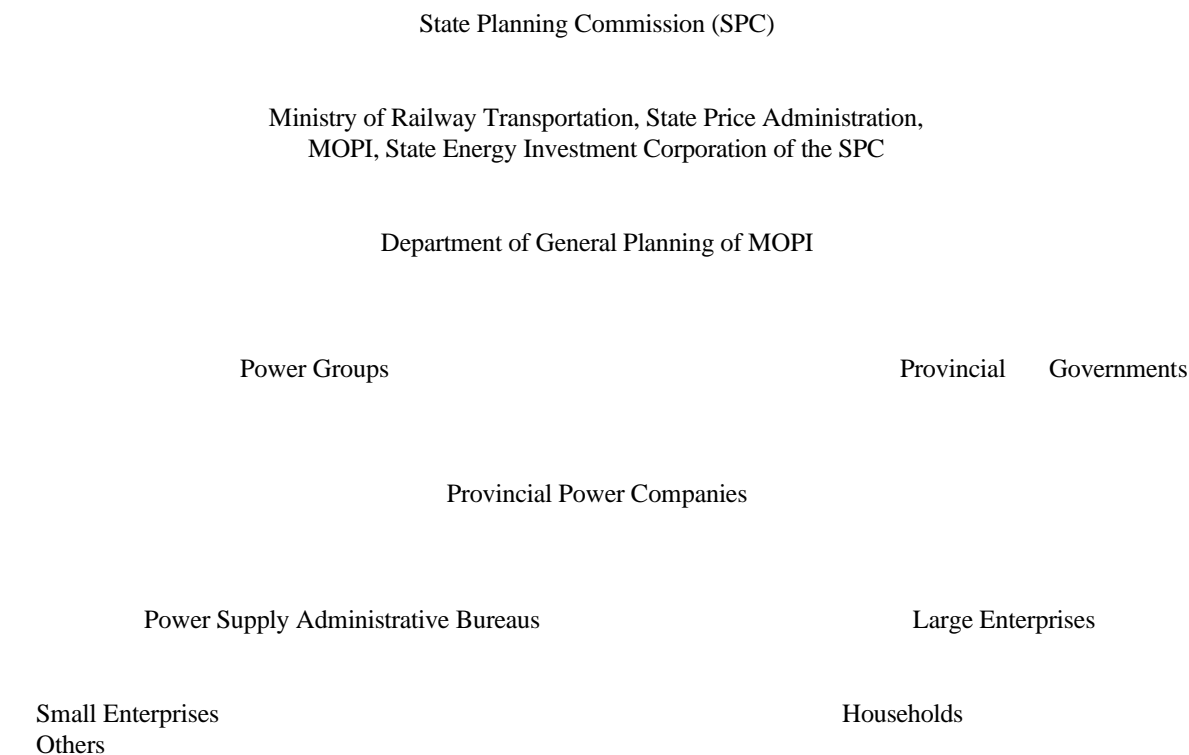 State Planning Commission (SPC)
Ministry of Railway Transportation, State Price Administration,
MOPI, State Energy Investment Corporation of the SPC
Department of General Planning of MOPI
Power Groups Provincial Governments
Provincial Power Companies
Power Supply Administrative Bureaus Large Enterprises
Small Enterprises Households
Others